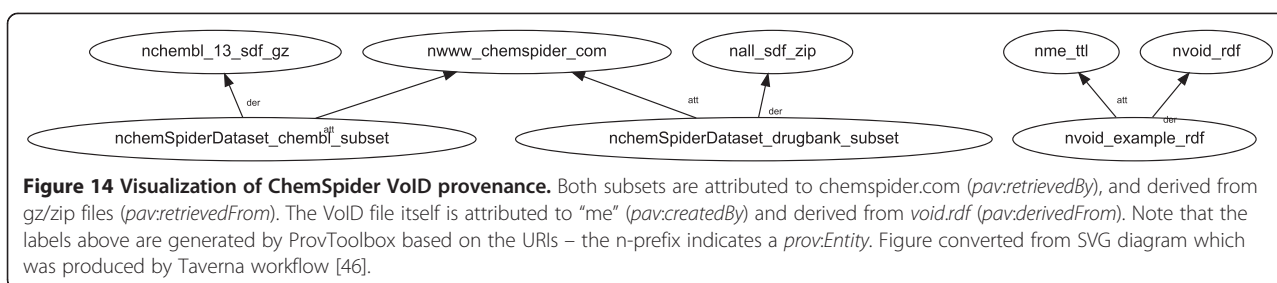 nchembl_13_sdf_gz
nwww_chemspider_com
nall_sdf_zip
nme_ttl
nvoid_rdf
der
att
der
att
der
att
nchemSpiderDataset_chembl_subset
nchemSpiderDataset_drugbank_subset
nvoid_example_rdf
Figure 14 Visualization of ChemSpider VoID provenance. Both subsets are attributed to chemspider.com (pav:retrievedBy), and derived from
gz/zip files (pav:retrievedFrom). The VoID file itself is attributed to “me” (pav:createdBy) and derived from void.rdf (pav:derivedFrom). Note that the
labels above are generated by ProvToolbox based on the URIs – the n-prefix indicates a prov:Entity. Figure converted from SVG diagram which
was produced by Taverna workflow [46].